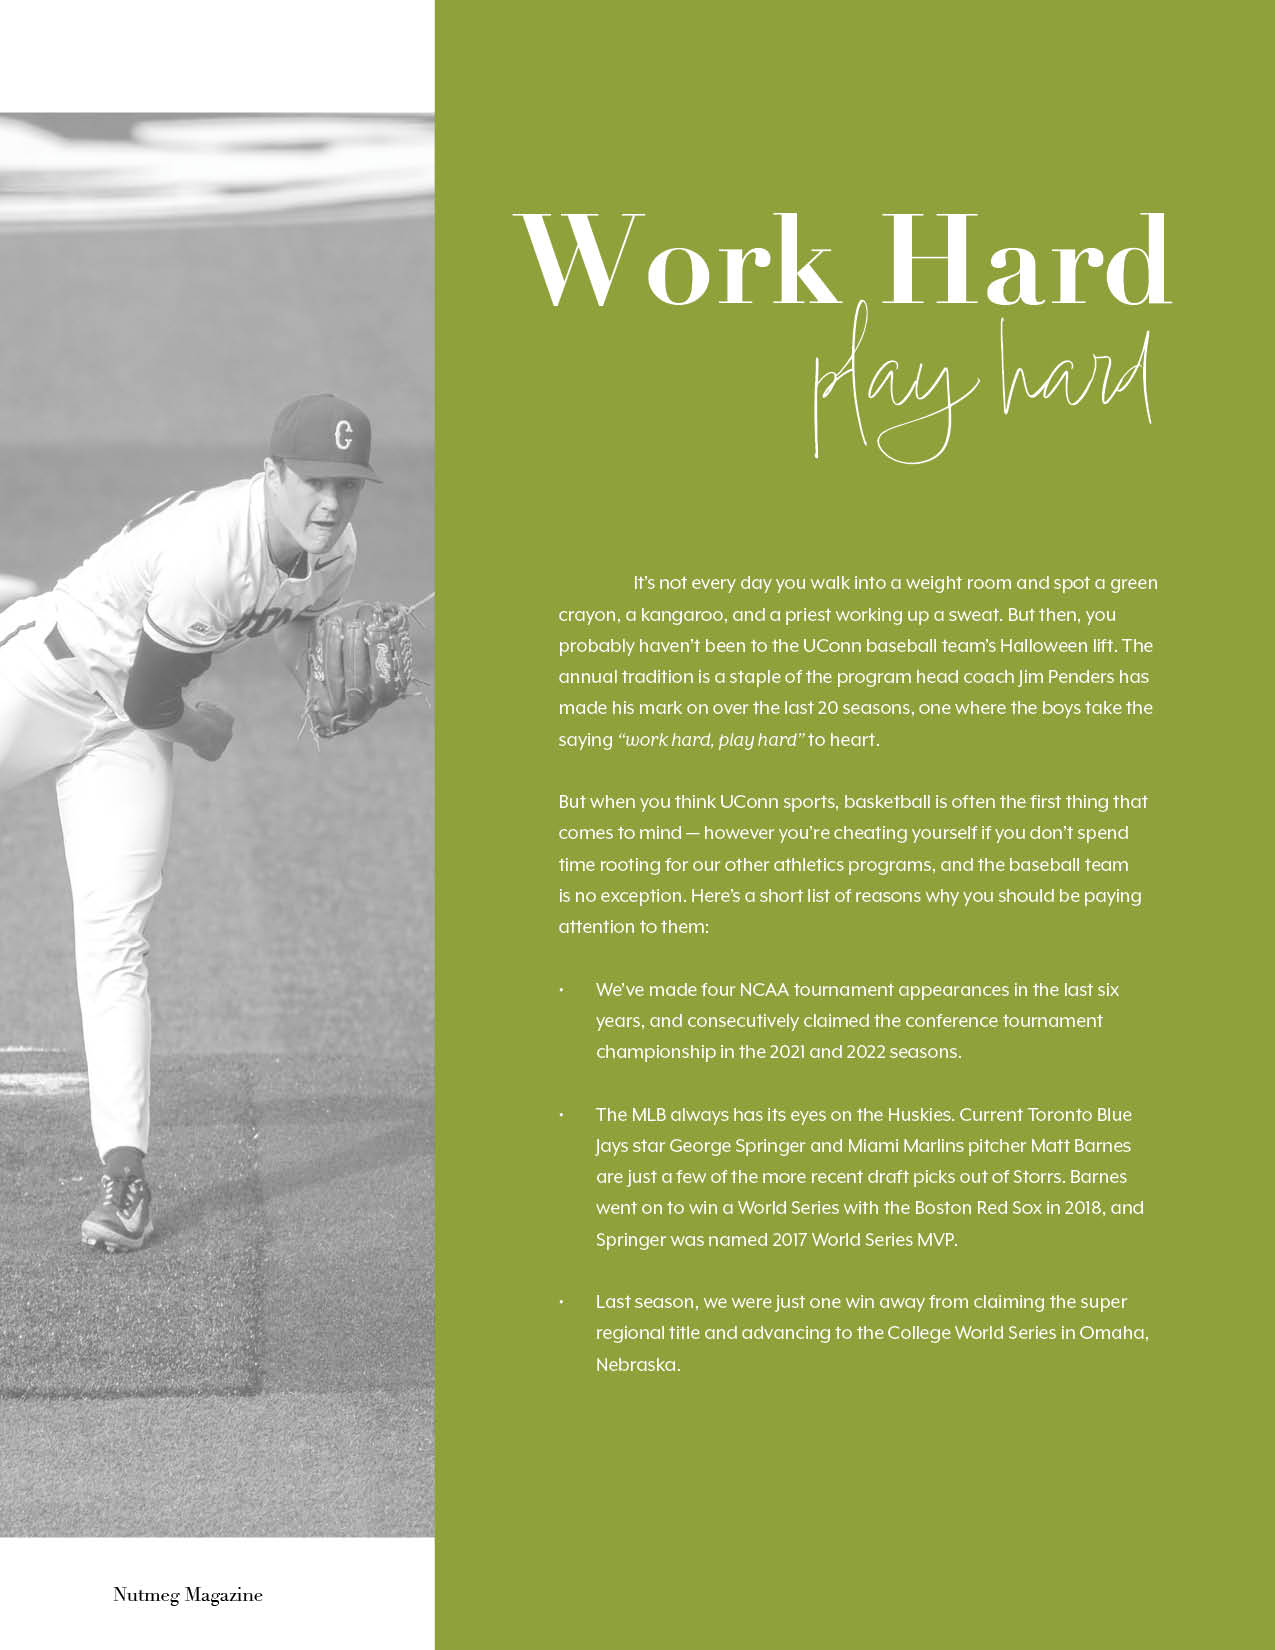 Work Hard
play hard
It's not every day you walk into a weight room and spot a green
crayon, a kangaroo, and a priest working up a sweat. But then, you
probably haven't been to the UConn baseball team's Halloween lift. The
annual tradition is a staple of the program head coach Jim Penders has
made his mark on over the last 20 seasons, one where the boys take the
saying “work hard, play hard” to heart.
But when you think UConn sports, basketball is often the first thing that
comes to mind — however you're cheating yourself if you don't spend
time rooting for our other athletics programs, and the baseball team
is no exception. Here's a short list of reasons why you should be paying
attention to them:
• We've made four NCAA tournament appearances in the last six
years, and consecutively claimed the conference tournament
championship in the 2021 and 2022 seasons.
• The MLB always has its eyes on the Huskies. Current Toronto Blue
Jays star George Springer and Miami Marlins pitcher Matt Barnes
are just a few of the more recent draft picks out of Storrs. Barnes
went on to win a World Series with the Boston Red Sox in 2018, and
Springer was named 2017 World Series MVP.
• Last season, we were just one win away from claiming the super
regional title and advancing to the College World Series in Omaha,
Nebraska.
C
Rawlings
Nutmeg Magazine